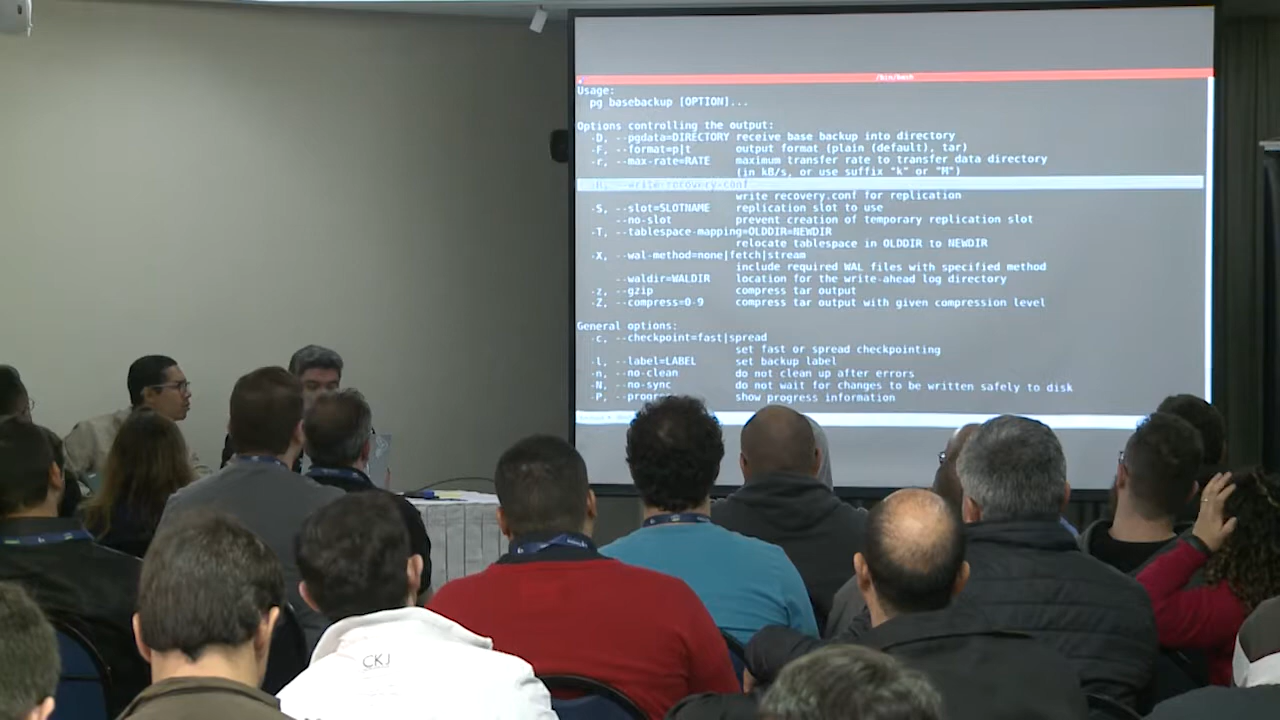 /bin/bash
Usage:
pg basebackup [OPTION]...
Options controlling the output:
-D, --pgdata=DIRECTORY receive base backup into directory
-F, --format=p|t output format (plain (default), tar)
-r, --max-rate=RATE maximum transfer rate to transfer data directory
(in kB/s, or use suffix "k" or "M")
-R, --write-recovery-conf
write recovery.conf for replication
-S, --slot=SLOTNAME replication slot to use
--no-slot prevent creation of temporary replication slot
-T, --tablespace-mapping=OLDDIR=NEWDIR
relocate tablespace in OLDDIR to NEWDIR
-X, --wal-method=none|fetch|stream
include required WAL files with specified method
--waldir=WALDIR location for the write-ahead log directory
-z, --gzip compress tar output
-Z, --compress=0-9 compress tar output with given compression level
General options:
-c, --checkpoint=fast|spread
set fast or spread checkpointing
-l, --label=LABEL set backup label
-n, --no-clean do not clean up after errors
-N, --no-sync do not wait for changes to be written safely to disk
-P, --progr show progress information
CKJ